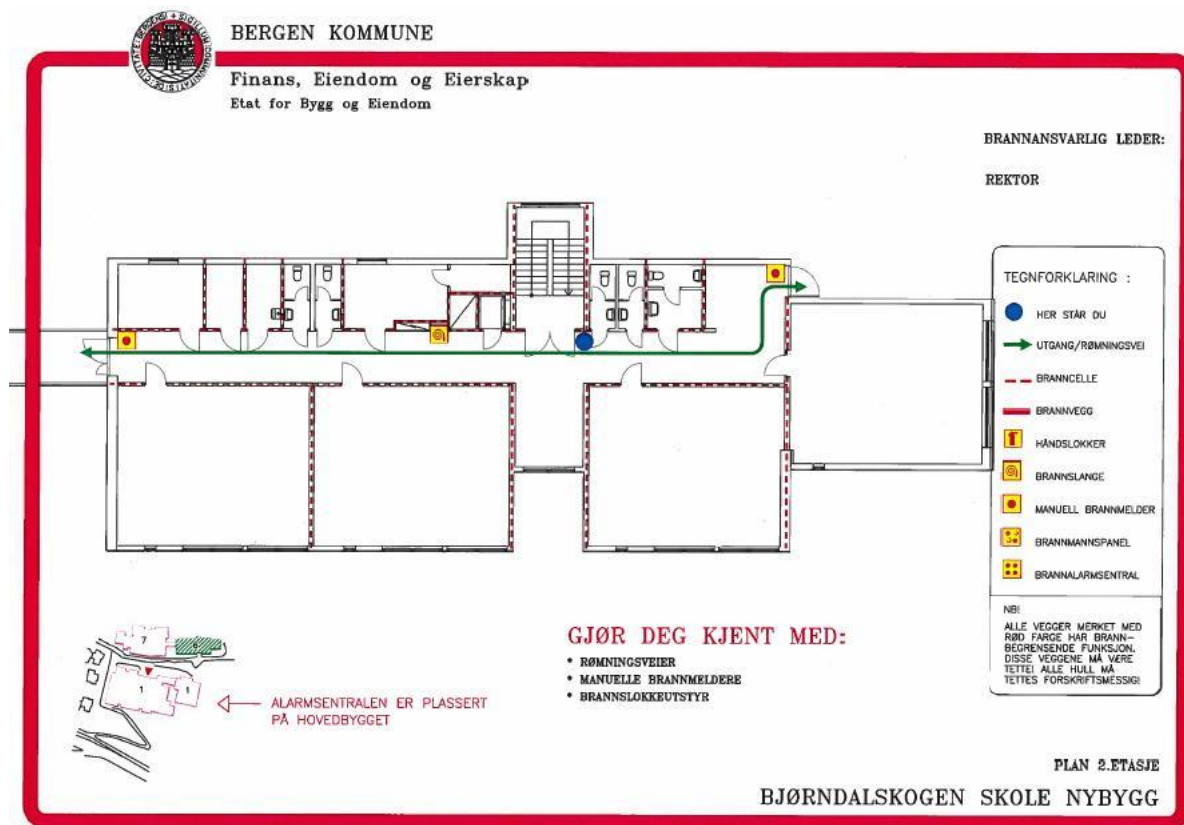 BERGEN KOMMUNE
Finans, Eiendom og Eierskap
Etat for Bygg og Eiendom
BRANNANSVARLIG LEDER:
REKTOR
TEGNFORKLARING :
HER STÅR DU
UTGANG/RØMNINGSVEI
BRANNCELLE
BRANNVEGG
HÅNDSLOKKER
BRANNSLANGE
MANUELL BRANNMELDER
BRANNMANNSPANEL
BRANNALARMSENTRAL
NB!
ALLE VEGGER MERKET MED
RØD FARGE HAR BRANN-
BEGRENSENDE FUNKSJON.
DISSE VEGGENE MÅ VÆRE
TETTE! ALLE HULL MÅ
TETTES FORSKRIFTSMESSIG!
GJØR DEG KJENT MED:
* RØMNINGSVEIER
* MANUELLE BRANNMELDERE
* BRANNSLOKKEUTSTYR
7
1
1
ALARMSENTRALEN ER PLASSERT
PÅ HOVEDBYGGET
PLAN 2.ETASJE
BJØRNDALSKOGEN SKOLE NYBYGG